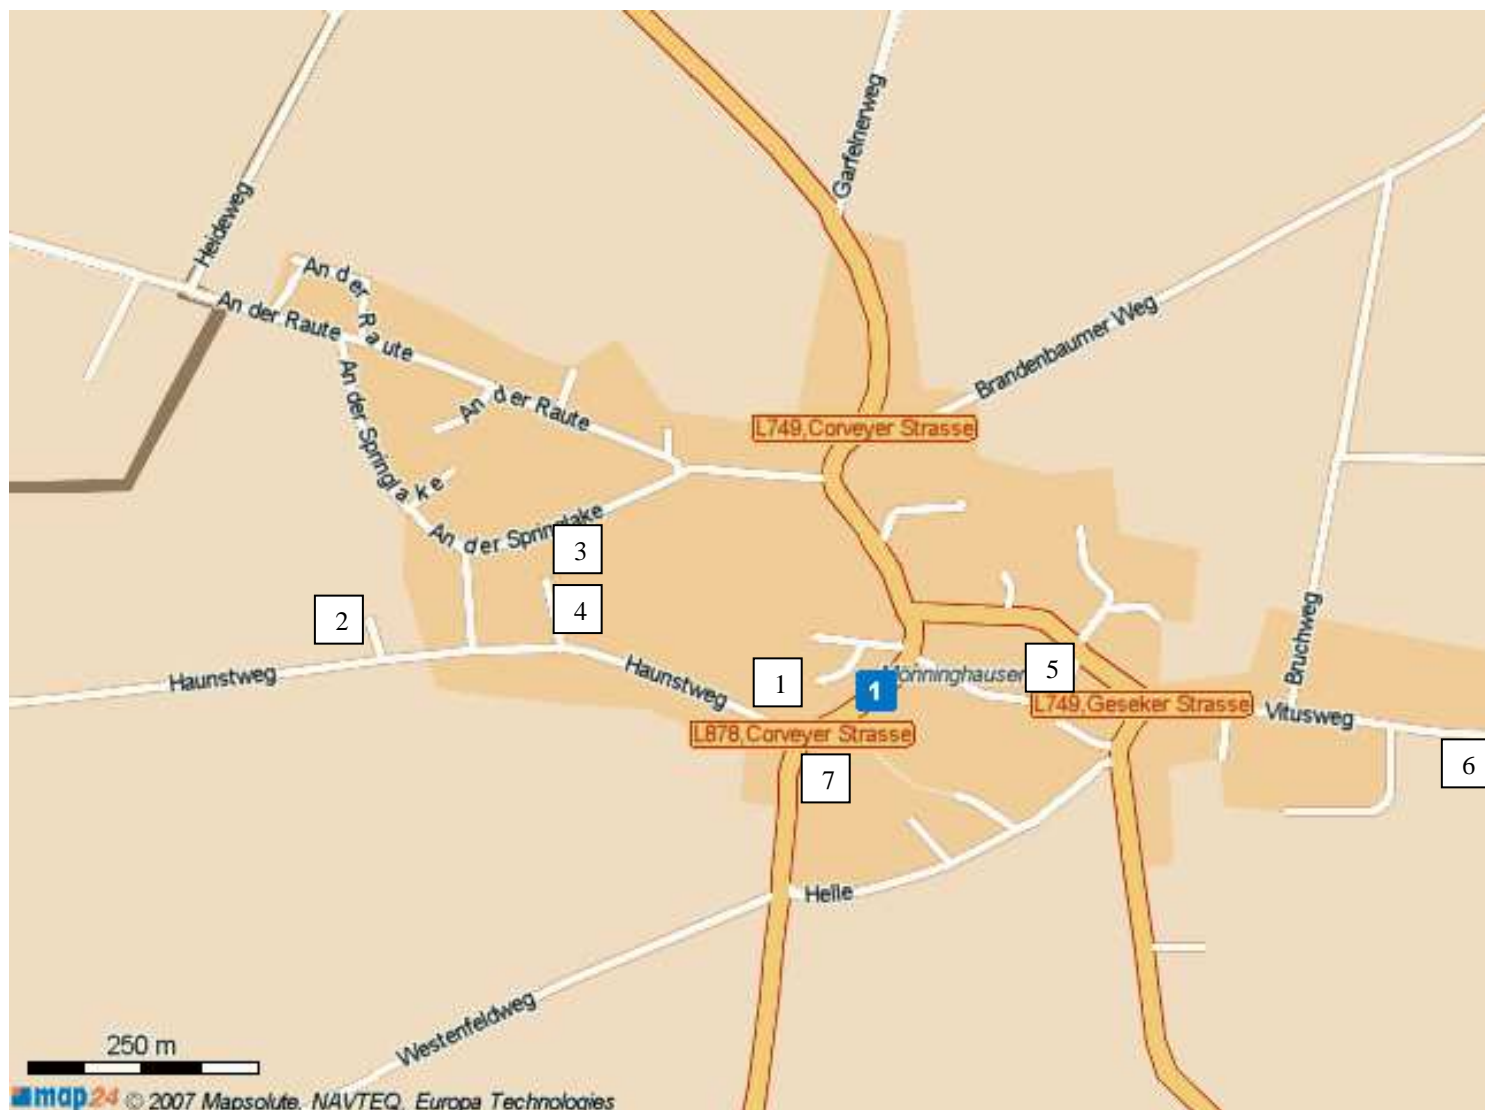 Garfelnerweg
Heideweg
An der Raute
An der Raute
Brandenbaumer Weg
An der Raute
An der Springlake
L749,Corveyer Strasse
An der Springlake
3
4
2
Bruchweg
Haunstweg
Haunstweg
1
1
Mönninghausen
5
L749,Geseker Strasse
Vitusweg
L878,Corveyer Strasse
7
6
Helle
Westenfeldweg
250 m
map24 © 2007 Mapsolute, NAVTEQ, Europa Technologies